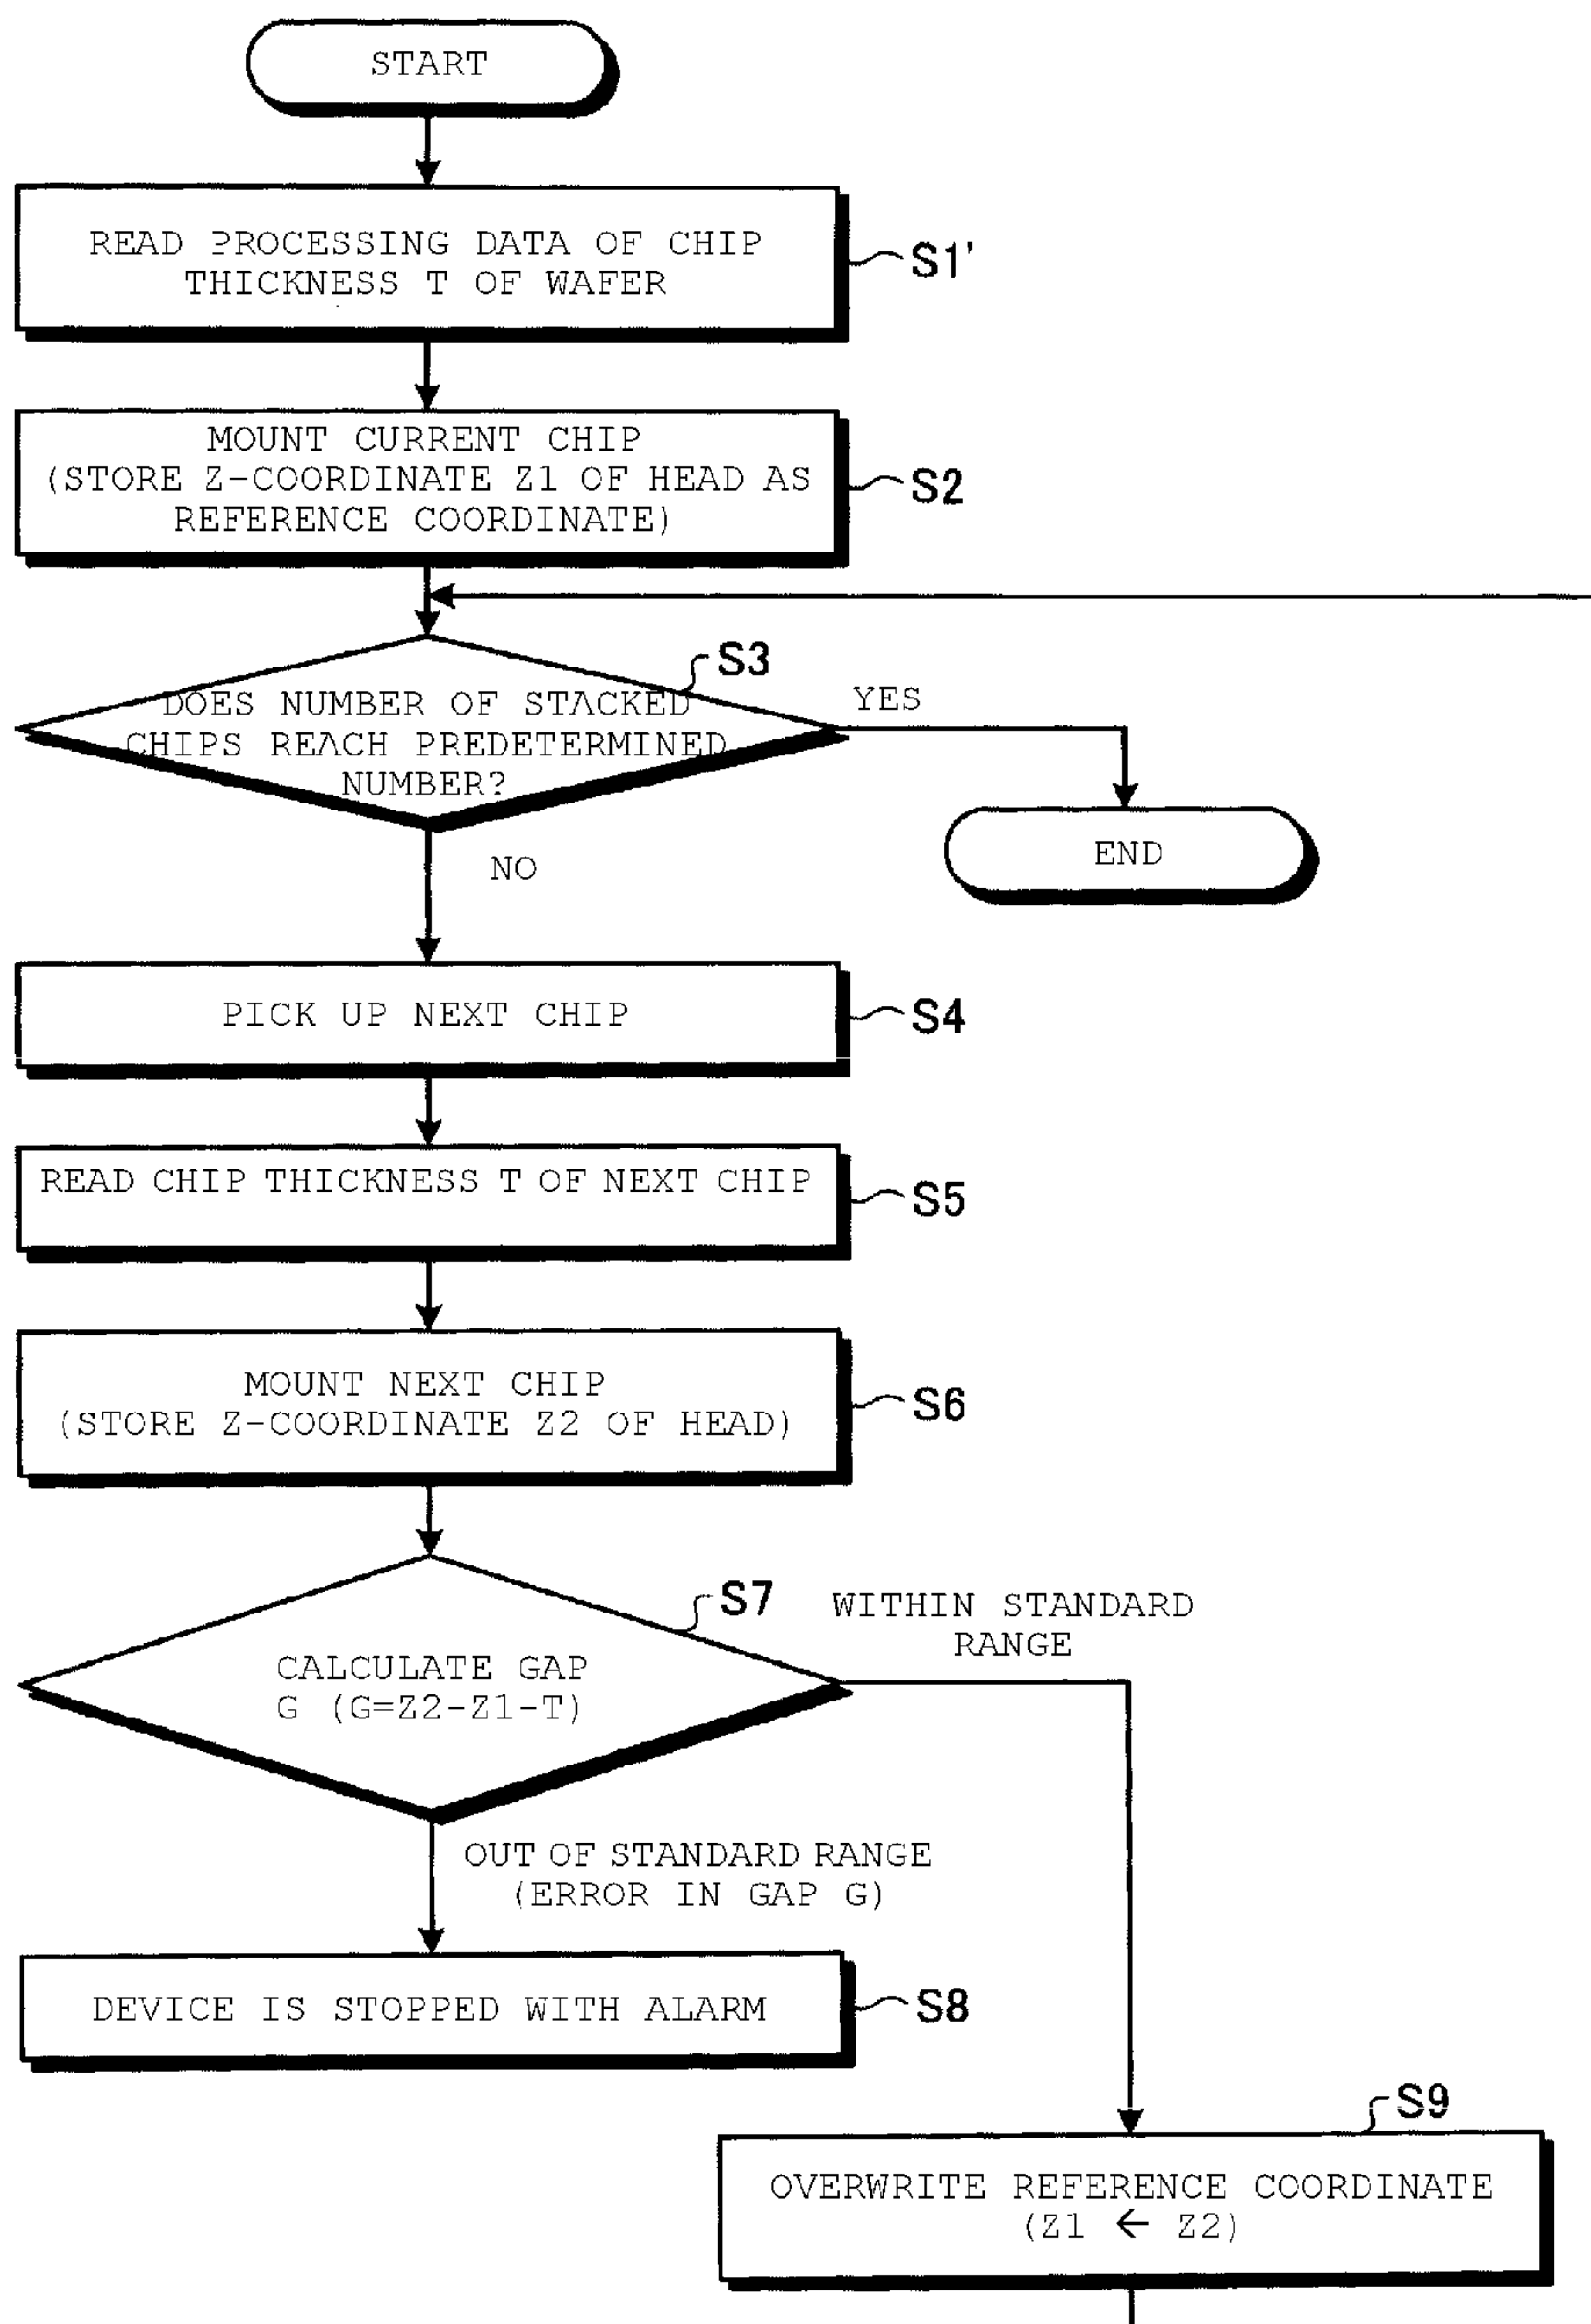 START
READ PROCESSING DATA OF CHIP
THICKNESS T OF WAFER
S1'
MOUNT CURRENT CHIP
(STORE Z-COORDINATE Z1 OF HEAD AS
REFERENCE COORDINATE)
S2
S3
DOES NUMBER OF STACKED
CHIPS REACH PREDETERMINED
NUMBER?
YES
END
NO
PICK UP NEXT CHIP
S4
READ CHIP THICKNESS T OF NEXT CHIP
S5
MOUNT NEXT CHIP
(STORE Z-COORDINATE Z2 OF HEAD)
S6
S7
WITHIN STANDARD
RANGE
CALCULATE GAP
G (G=Z2-Z1-T)
OUT OF STANDARD RANGE
(ERROR IN GAP G)
DEVICE IS STOPPED WITH ALARM
S8
S9
OVERWRITE REFERENCE COORDINATE
(Z1 ← Z2)